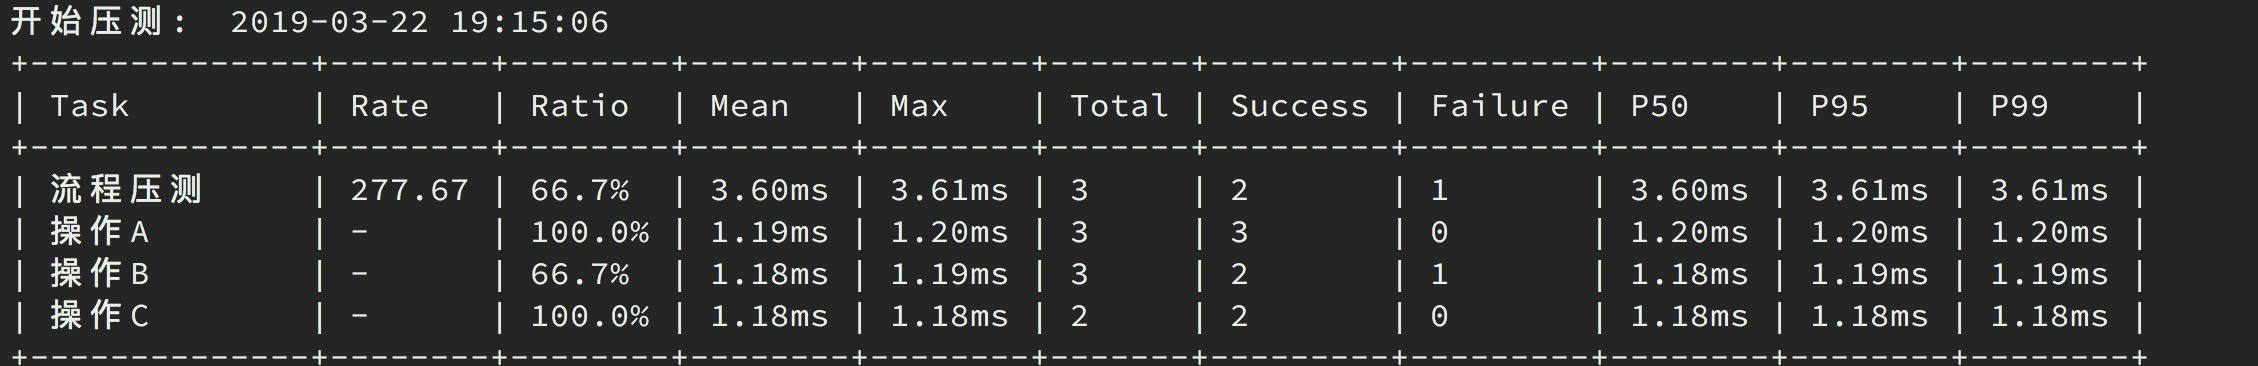 开始压测: 2019-03-22 19:15:06
+--------------+--------+--------+--------+--------+-------+---------+---------+--------+--------+--------+
| Task         | Rate   | Ratio  | Mean   | Max    | Total | Success | Failure | P50    | P95    | P99    |
+--------------+--------+--------+--------+--------+-------+---------+---------+--------+--------+--------+
| 流程压测     | 277.67 | 66.7%  | 3.60ms | 3.61ms | 3     | 2       | 1       | 3.60ms | 3.61ms | 3.61ms |
| 操作A        | -      | 100.0% | 1.19ms | 1.20ms | 3     | 3       | 0       | 1.20ms | 1.20ms | 1.20ms |
| 操作B        | -      | 66.7%  | 1.18ms | 1.19ms | 3     | 2       | 1       | 1.18ms | 1.19ms | 1.19ms |
| 操作C        | -      | 100.0% | 1.18ms | 1.18ms | 2     | 2       | 0       | 1.18ms | 1.18ms | 1.18ms |
+--------------+--------+--------+--------+--------+-------+---------+---------+--------+--------+--------+